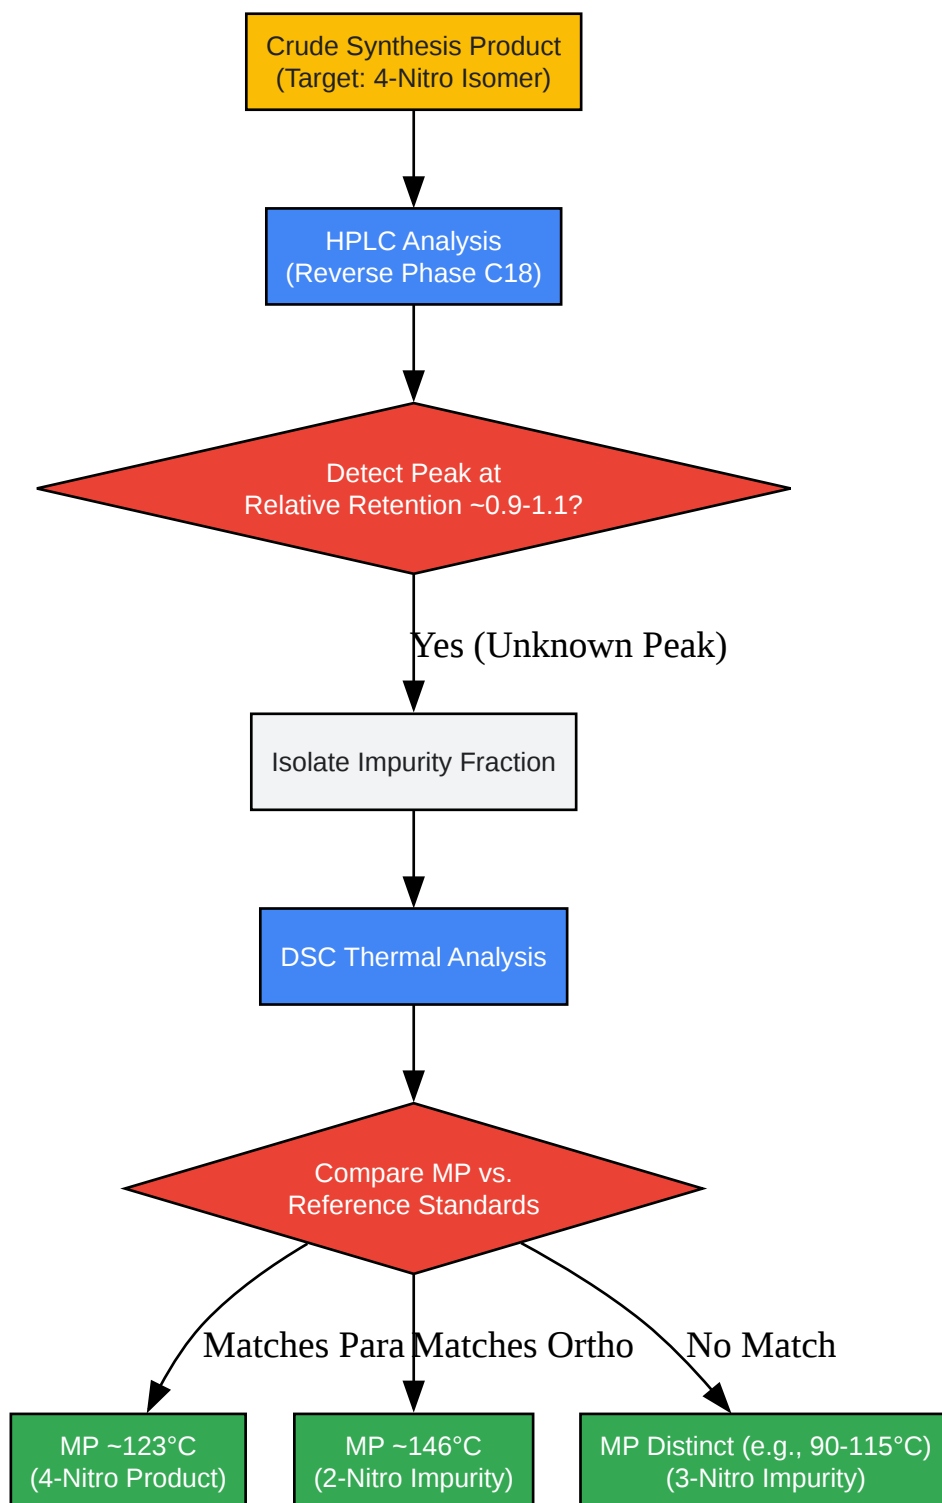 Crude Synthesis Product
(Target: 4-Nitro Isomer)
HPLC Analysis
(Reverse Phase C18)
Detect Peak at
Relative Retention ~0.9-1.1?
Yes (Unknown Peak)
Isolate Impurity Fraction
DSC Thermal Analysis
Compare MP vs.
Reference Standards
Matches Para
Matches Ortho
No Match
MP ~123°C
(4-Nitro Product)
MP ~146°C
(2-Nitro Impurity)
MP Distinct (e.g., 90-115°C)
(3-Nitro Impurity)